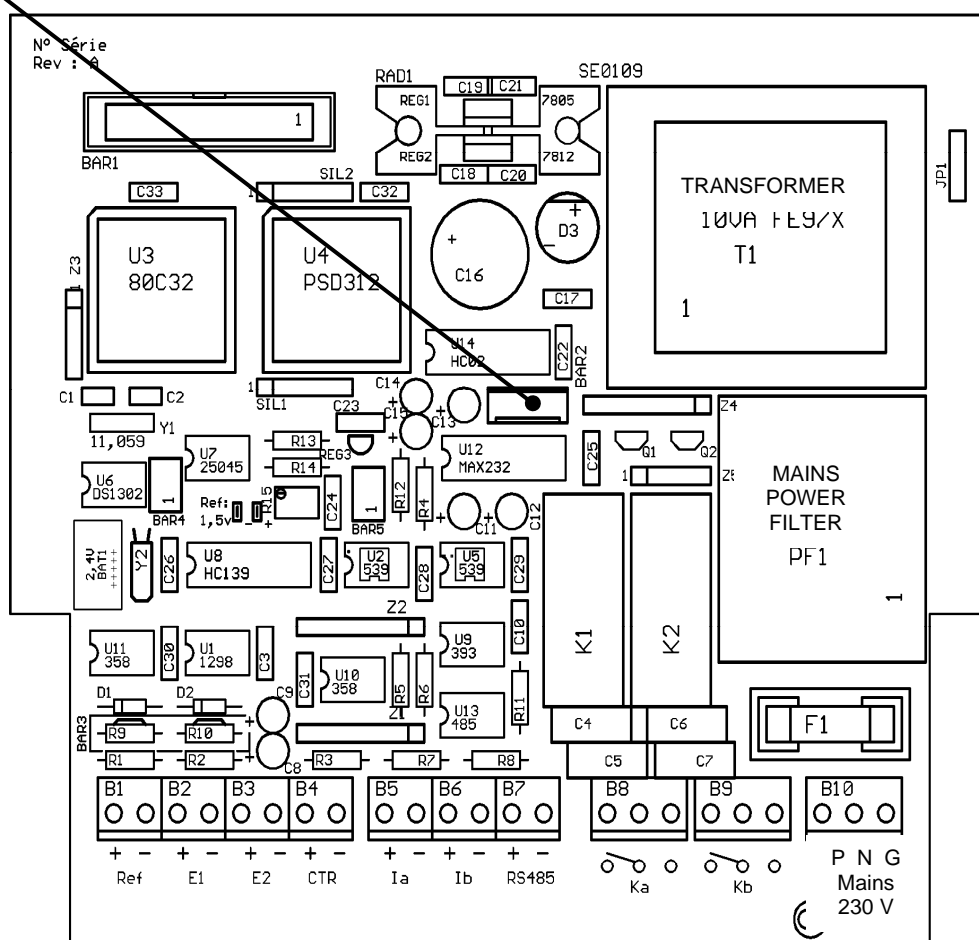 N° Série
Rev : A
RAD1
SE0109
C19 C21
REG1
7805
REG2
7812
C18 C20
1
BAR1
JP1
C33
1
SIL2
C32
TRANSFORMER
T1
1
U3
80C32
U4
PSD312
1 Z3
C16
+
D3
+
-
C17
U14
HC02
C22
BAR2
C1
C2
1
SIL1
C14
+
C15
+
C13
+
C23
Z4
11,059
Y1
U7
25045
R13
R14
REG3
U12
MAX232
C25
Q1
Q2
1
MAINS
POWER
FILTER
PF1
1
U6
DS1302
1
BAR4
Ref:
1,5v
-
R15
C24
1
BAR5
R12
R4
+
C11
+
C12
2,4V
BAT1
+++++
Y2
C26
U8
HC139
C27
U2
539
C28
U5
539
C29
K1
K2
Z2
C10
U11
358
C30
U1
1298
C3
C31
U10
358
R5
R6
U9
393
R11
D1
D2
C9
+
Z1
U13
485
BAR3
R9
R10
+
C8
C4
C6
F1
R1
R2
R3
R7
R8
C5
C7
B1
B2
B3
B4
B5
B6
B7
B8
B9
B10
+ - + - + - + - + - + - + -
Ref
E1
E2
CTR
Ia
Ib
RS485
Ka
Kb
P N G
Mains
230 V